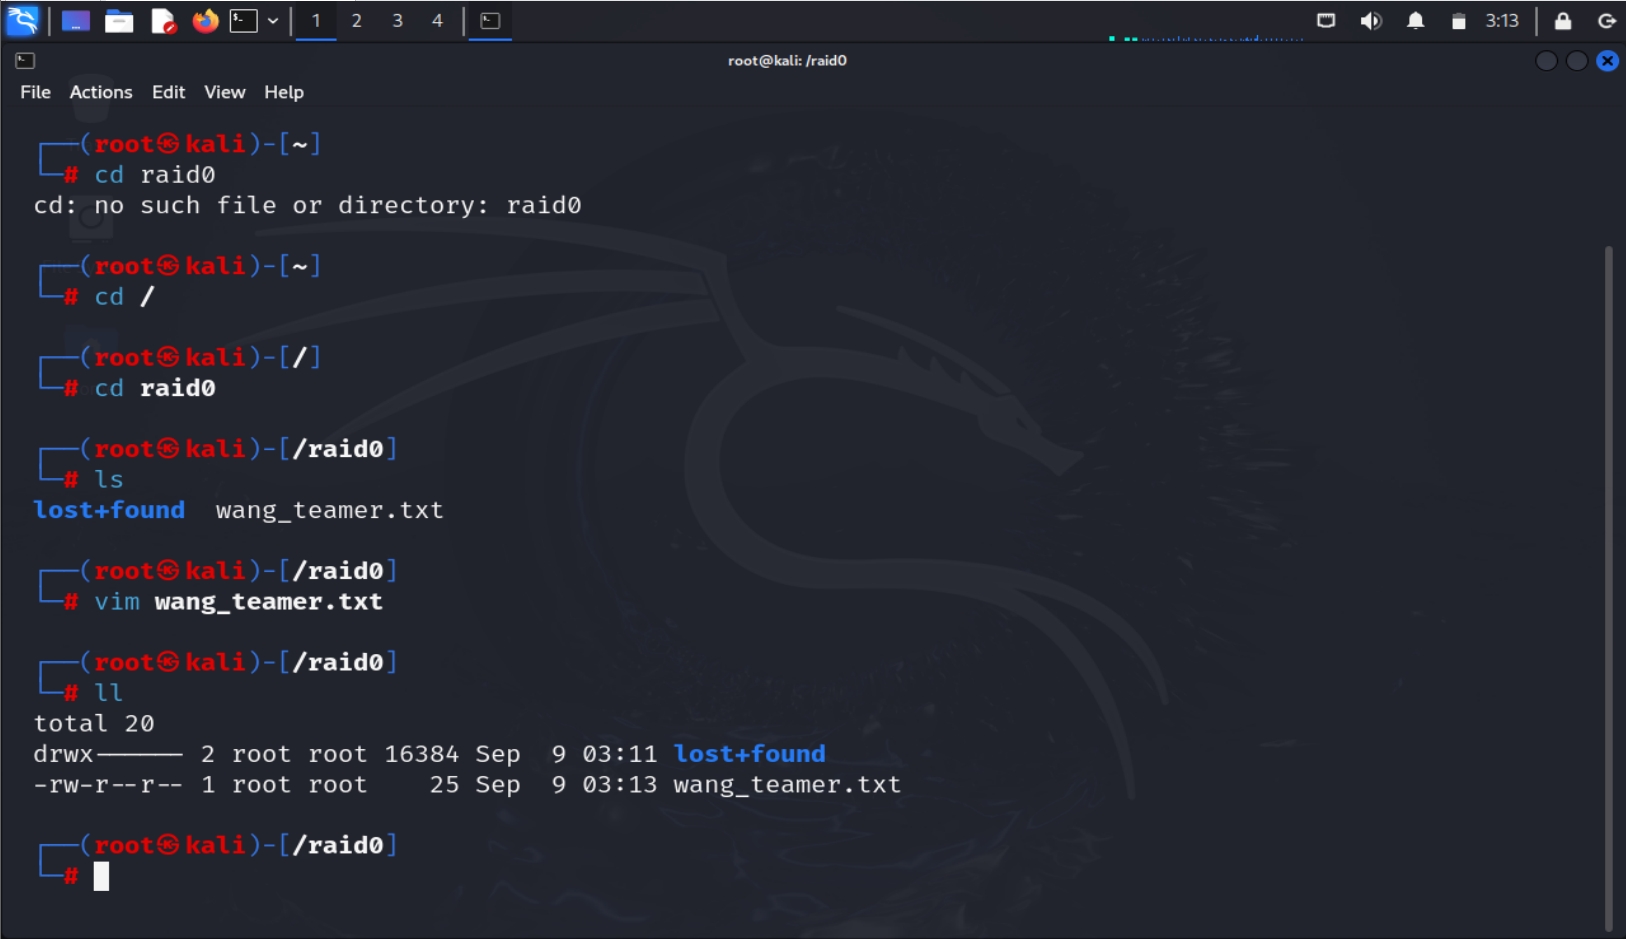 1 2 3 4 3:13
root@kali: /raid0
File Actions Edit View Help
┌──(root㉿kali)-[~]
└─# cd raid0
cd: no such file or directory: raid0
┌──(root㉿kali)-[~]
└─# cd /
┌──(root㉿kali)-[/]
└─# cd raid0
┌──(root㉿kali)-[/raid0]
└─# ls
lost+found  wang_teamer.txt
┌──(root㉿kali)-[/raid0]
└─# vim wang_teamer.txt
┌──(root㉿kali)-[/raid0]
└─# ll
total 20
drwx------ 2 root root 16384 Sep  9 03:11 lost+found
-rw-r--r-- 1 root root    25 Sep  9 03:13 wang_teamer.txt
┌──(root㉿kali)-[/raid0]
└─#